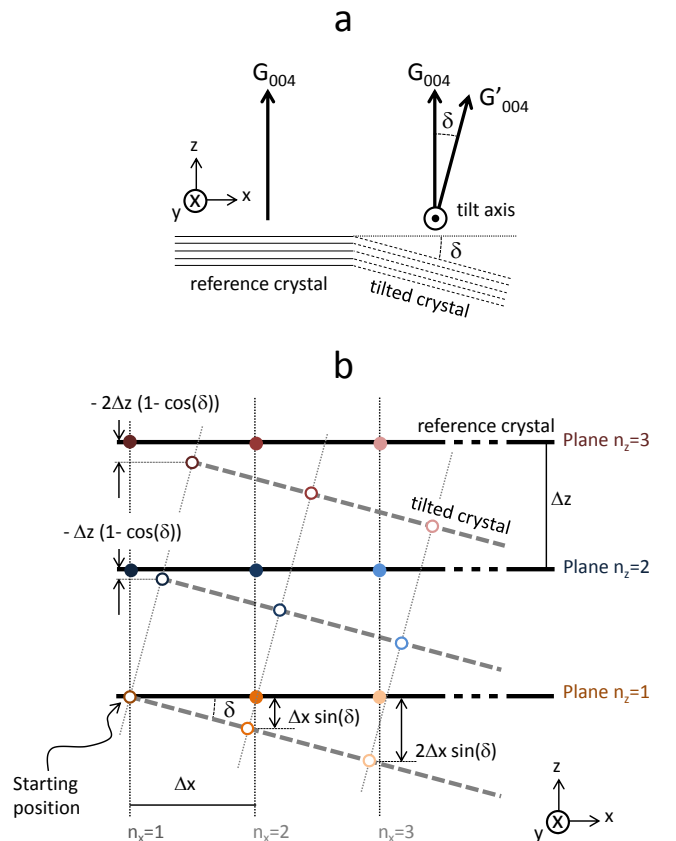 a
G004
G004
G'004
δ
z
x
y
tilt axis
δ
reference crystal
tilted crystal
b
- 2Δz (1- cos(δ))
reference crystal
Plane nz=3
Δz
tilted crystal
- Δz (1- cos(δ))
Plane nz=2
Plane nz=1
δ
Δx sin(δ)
2Δx sin(δ)
Starting
position
Δx
z
x
y
nx=1
nx=2
nx=3